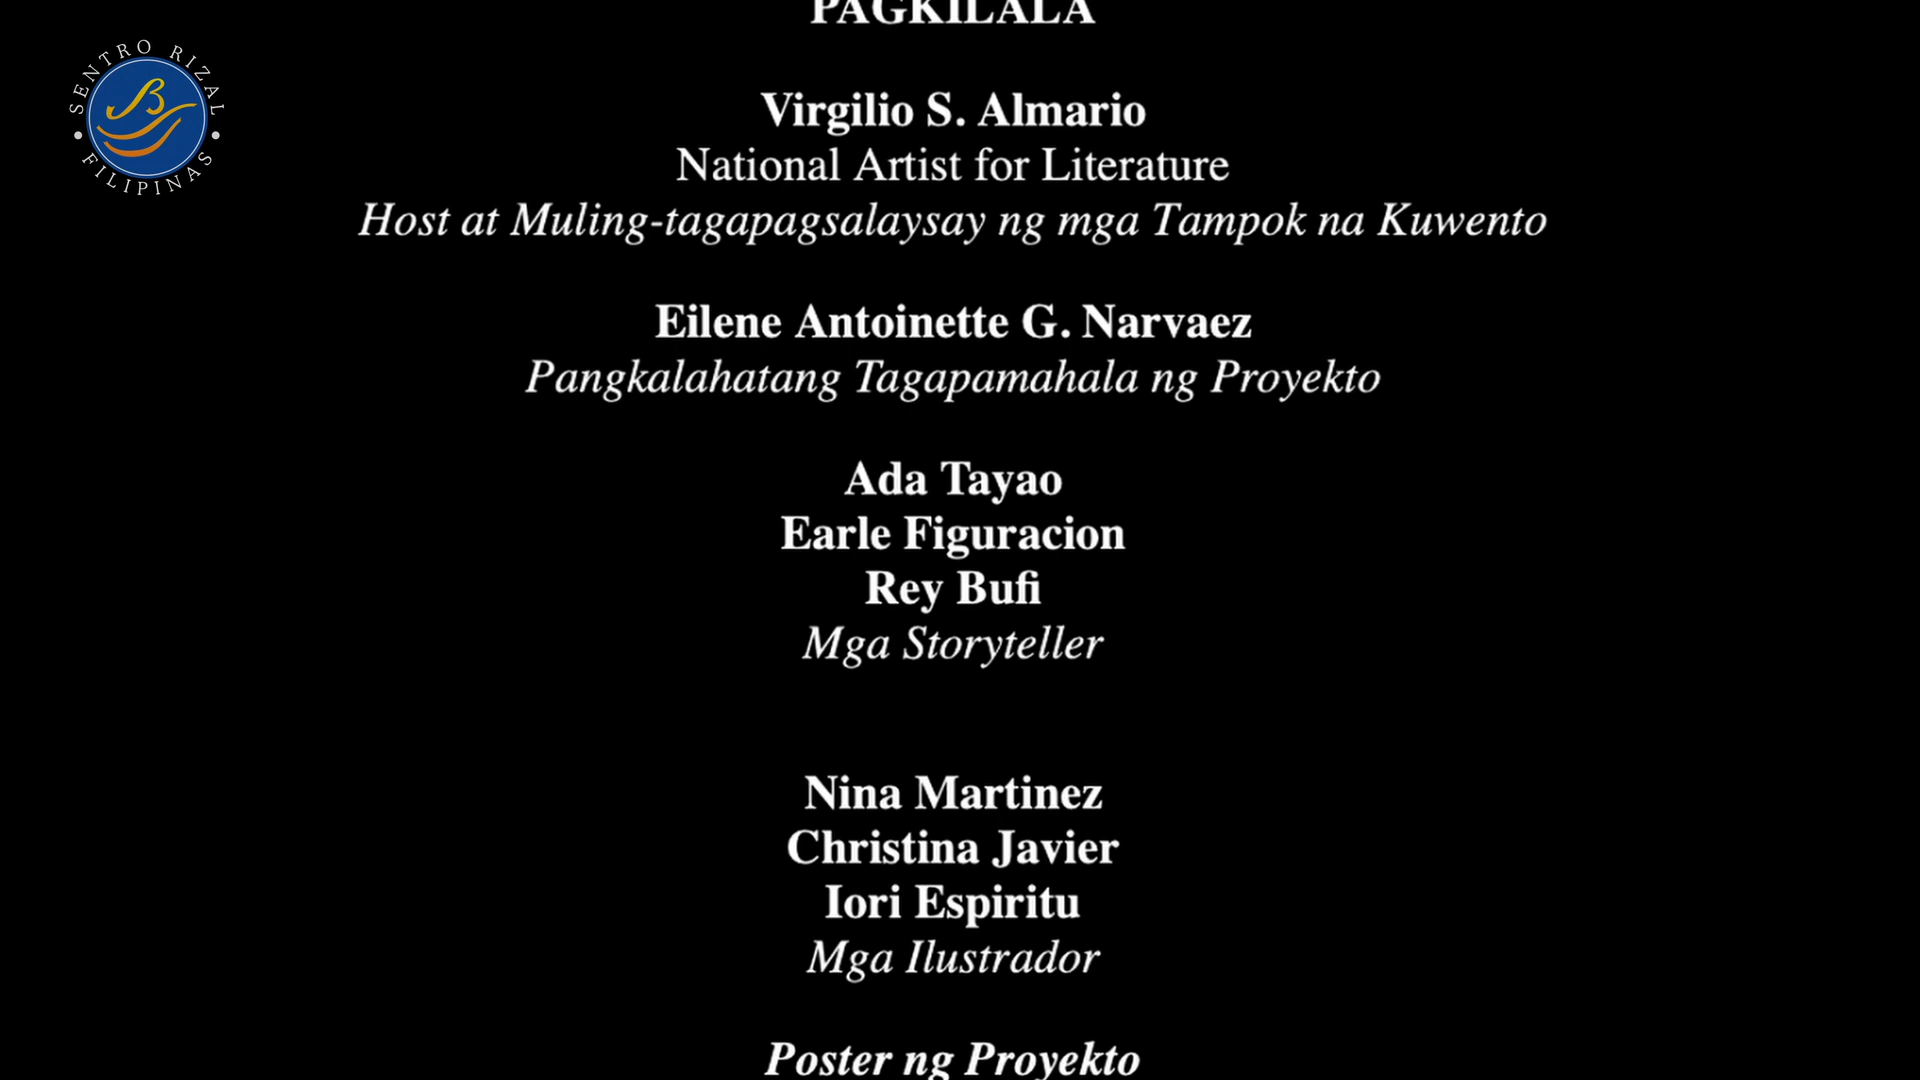 PAGKILALA
SENTRO RIZAL
FILIPINAS
Virgilio S. Almario
National Artist for Literature
Host at Muling-tagapagsalaysay ng mga Tampok na Kuwento
Eilene Antoinette G. Narvaez
Pangkalahatang Tagapamahala ng Proyekto
Ada Tayao
Earle Figuracion
Rey Bufi
Mga Storyteller
Nina Martinez
Christina Javier
Iori Espiritu
Mga Ilustrador
Poster ng Proyekto